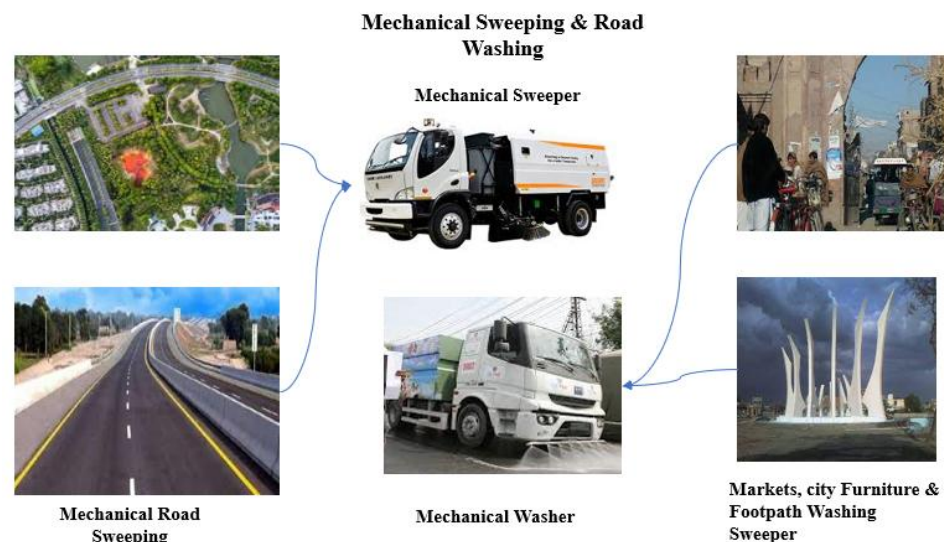 Mechanical Sweeping & Road
Washing
Mechanical Sweeper
Mechanical Road
Sweeping
Mechanical Washer
Markets, city Furniture &
Footpath Washing
Sweeper